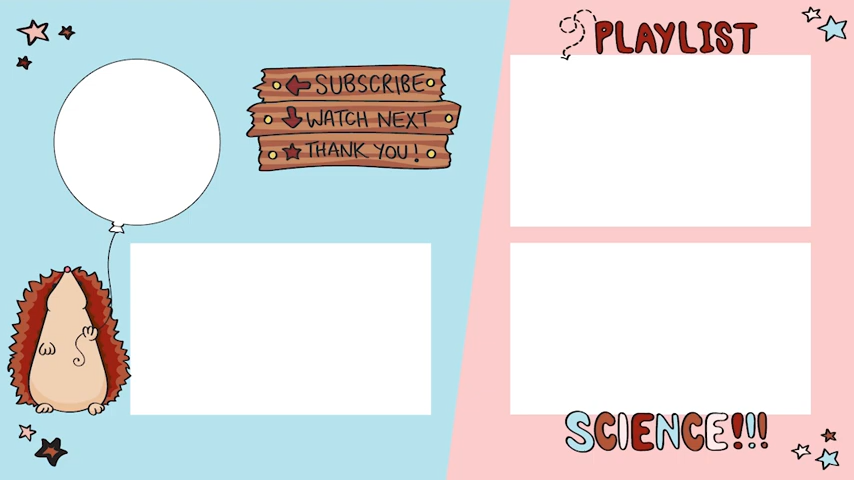 SUBSCRIBE
WATCH NEXT
THANK YOU!
PLAYLIST
SCIENCE!!!